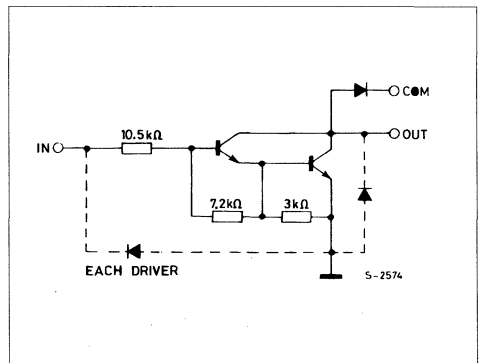 COM
10.5kΩ
OUT
IN
7.2kΩ
3kΩ
EACH DRIVER
S-2574